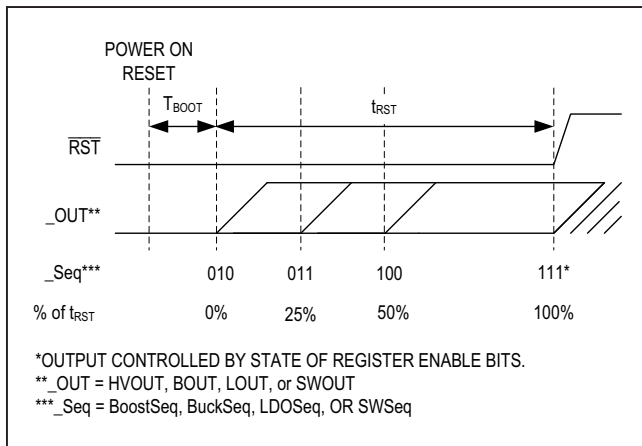 POWER ON
RESET
TBOOT
tRST
RST
_OUT**
_Seq*** 010 011 100 111*
% of tRST 0% 25% 50% 100%
*OUTPUT CONTROLLED BY STATE OF REGISTER ENABLE BITS.
**_OUT = HVOUT, BOUT, LOUT, or SWOUT
***_Seq = BoostSeq, BuckSeq, LDOSeq, OR SWSeq